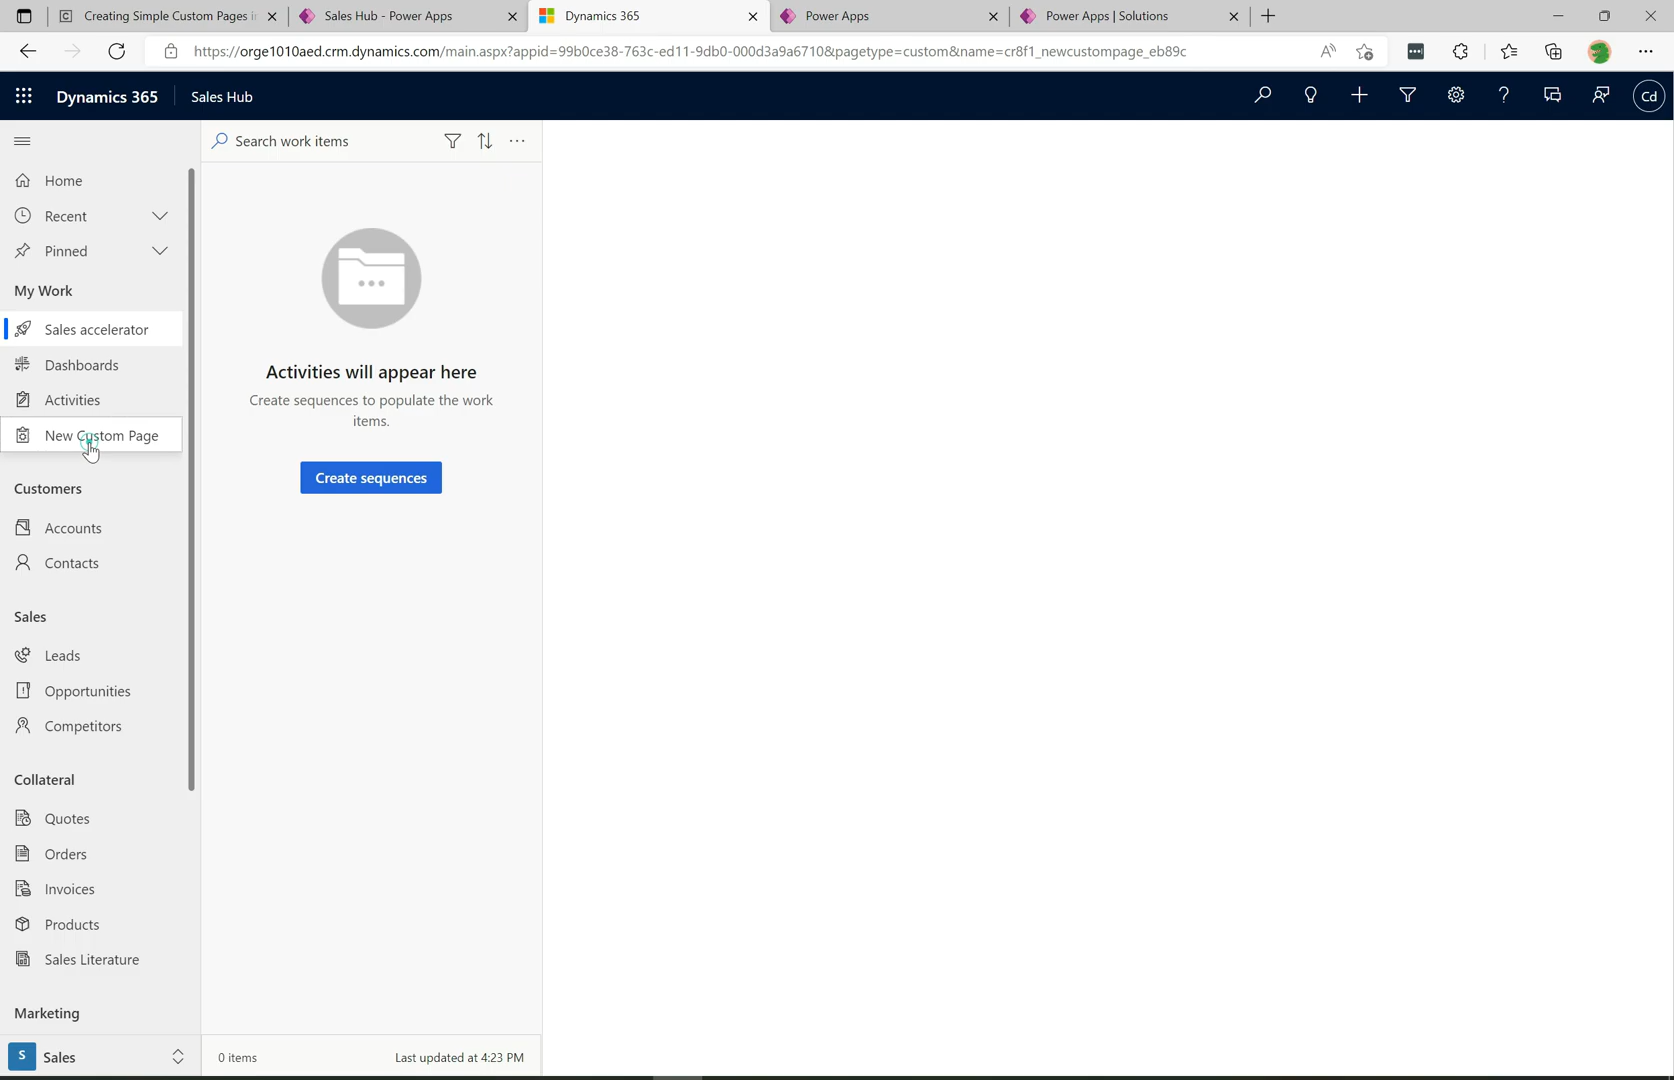 Creating Simple Custom Pages in
Sales Hub - Power Apps
Dynamics 365
Power Apps
Power Apps | Solutions
https://orge1010aed.crm.dynamics.com/main.aspx?appid=99b0ce38-763c-ed11-9db0-000d3a9a6710&pagetype=custom&name=cr8f1_newcustompage_eb89c
Dynamics 365
Sales Hub
Cd
Search work items
Home
Recent
Pinned
My Work
Sales accelerator
Dashboards
Activities
New Custom Page
Customers
Accounts
Contacts
Sales
Leads
Opportunities
Competitors
Collateral
Quotes
Orders
Invoices
Products
Sales Literature
Marketing
S Sales
Activities will appear here
Create sequences to populate the work
items.
Create sequences
0 items
Last updated at 4:23 PM